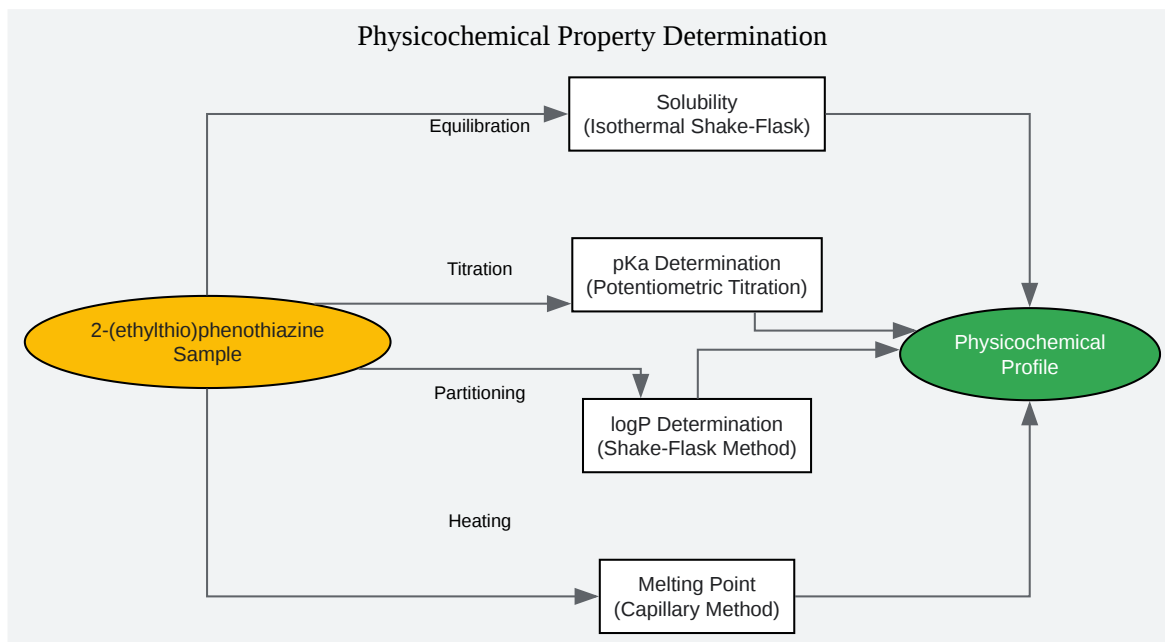 Physicochemical Property Determination
Equilibration
Solubility
(Isothermal Shake-Flask)
Titration
pKa Determination
(Potentiometric Titration)
2-(ethylthio)phenothiazine
Sample
Physicochemical
Profile
Partitioning
logP Determination
(Shake-Flask Method)
Heating
Melting Point
(Capillary Method)